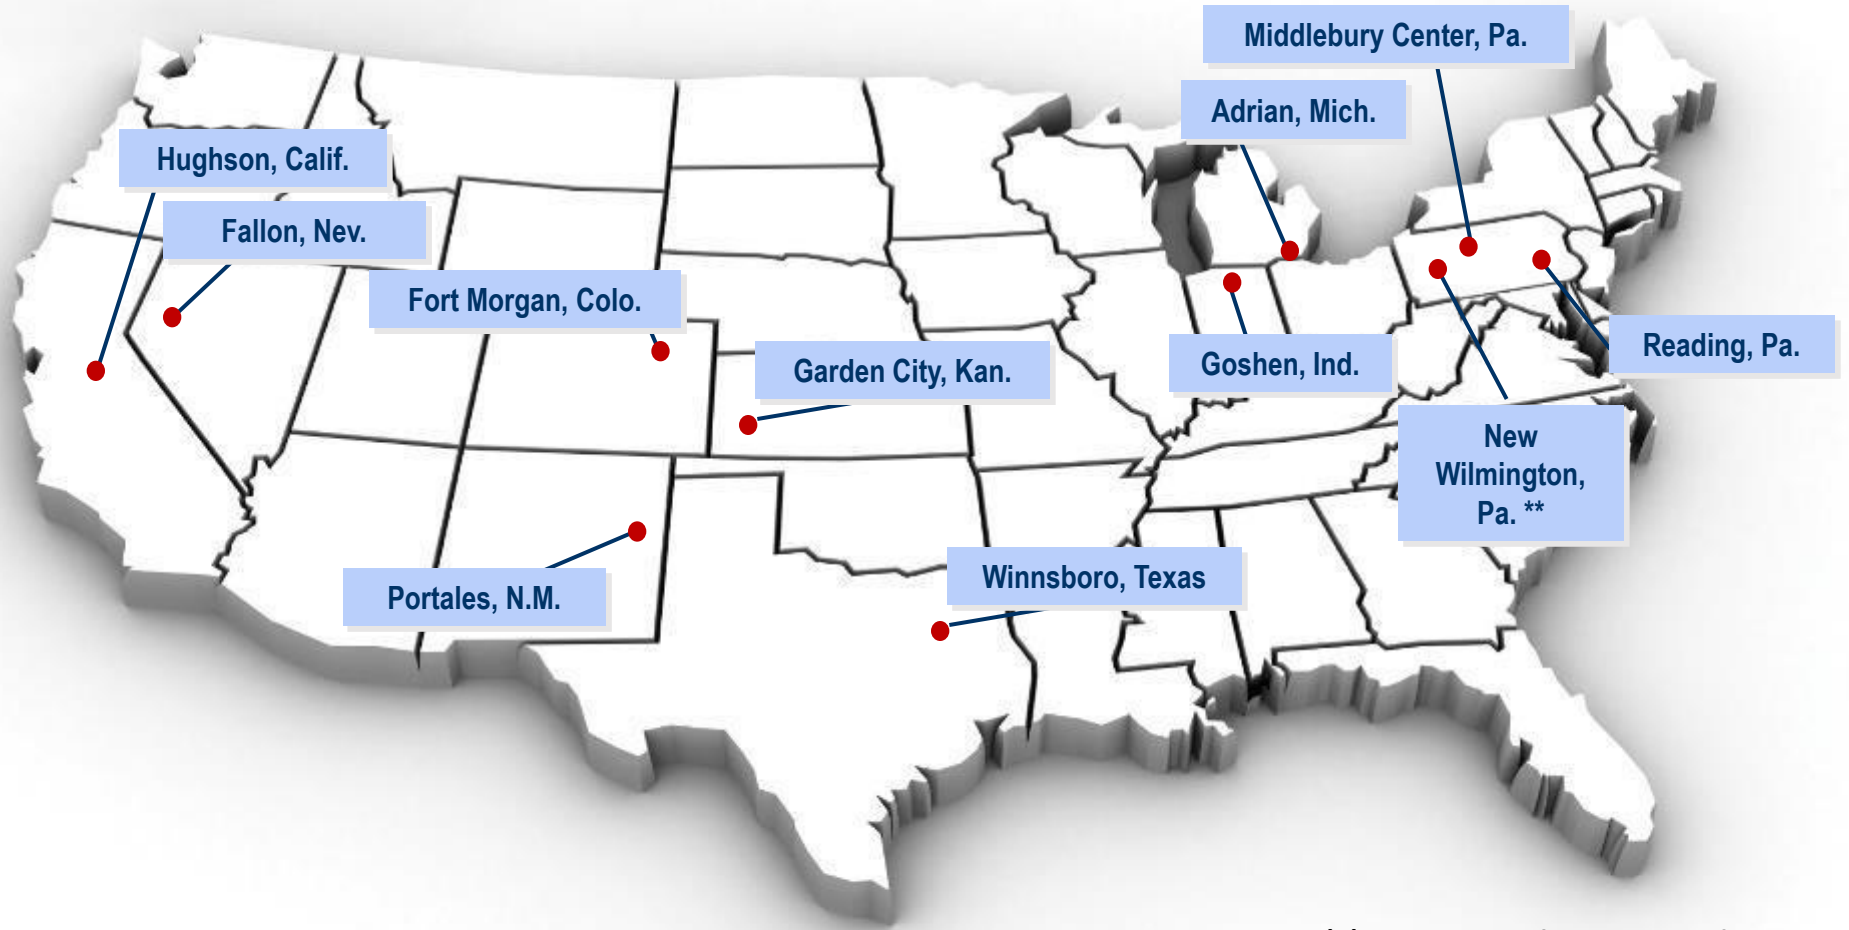 Middlebury Center, Pa.
Adrian, Mich.
Hughson, Calif.
Fallon, Nev.
Fort Morgan, Colo.
Garden City, Kan.
Goshen, Ind.
Reading, Pa.
New
Wilmington,
Pa. **
Portales, N.M.
Winnsboro, Texas